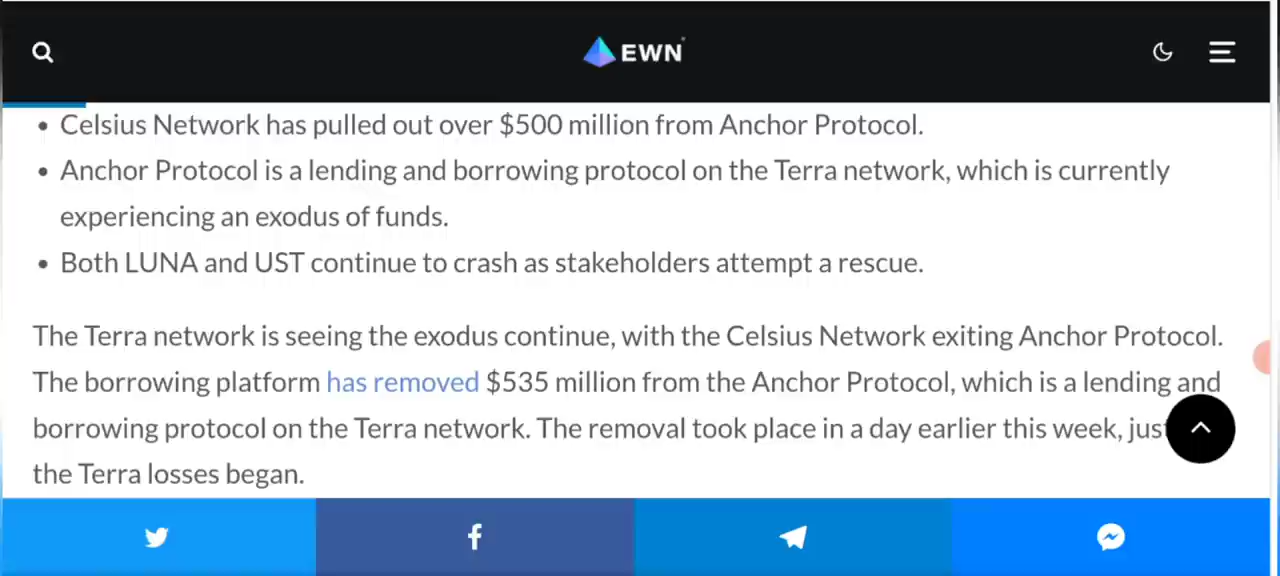 EWN
Celsius Network has pulled out over $500 million from Anchor Protocol.
Anchor Protocol is a lending and borrowing protocol on the Terra network, which is currently
experiencing an exodus of funds.
Both LUNA and UST continue to crash as stakeholders attempt a rescue.
The Terra network is seeing the exodus continue, with the Celsius Network exiting Anchor Protocol.
The borrowing platform has removed $535 million from the Anchor Protocol, which is a lending and
borrowing protocol on the Terra network. The removal took place in a day earlier this week,
the Terra losses began.